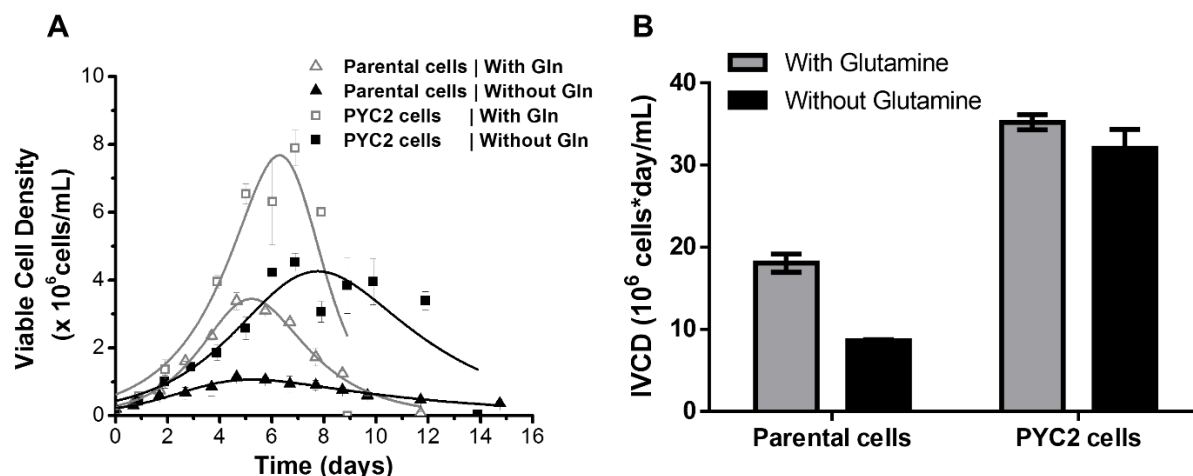 A
Parental cells | With Gln
Parental cells | Without Gln
PYC2 cells | With Gln
PYC2 cells | Without Gln
10
8
6
4
2
0
Viable Cell Density
(x 10⁶cells/mL)
0 2 4 6 8 10 12 14 16
Time (days)
B
With Glutamine
Without Glutamine
40
30
20
10
0
IVCD (10⁶ cells*day/mL)
Parental cells PYC2 cells